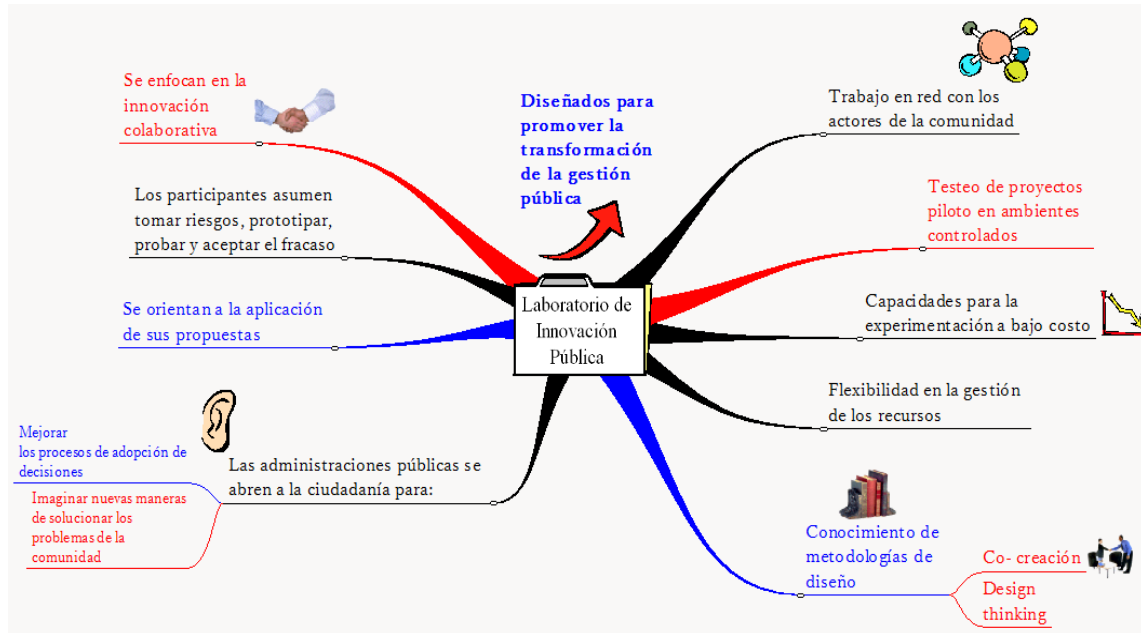 Se enfocan en la
innovación
colaborativa
Los participantes asumen
tomar riesgos, prototipar,
probar y aceptar el fracaso
Se orientan a la aplicación
de sus propuestas
Las administraciones públicas se
abren a la ciudadanía para:
Mejorar
los procesos de adopción de
decisiones
Imaginar nuevas maneras
de solucionar los
problemas de la
comunidad
Diseñados para
promover la
transformación
de la gestión
pública
Laboratorio de
Innovación
Pública
Trabajo en red con los
actores de la comunidad
Testeo de proyectos
piloto en ambientes
controlados
Capacidades para la
experimentación a bajo costo
Flexibilidad en la gestión
de los recursos
Conocimiento de
metodologías de
diseño
Co- creación
Design
thinking